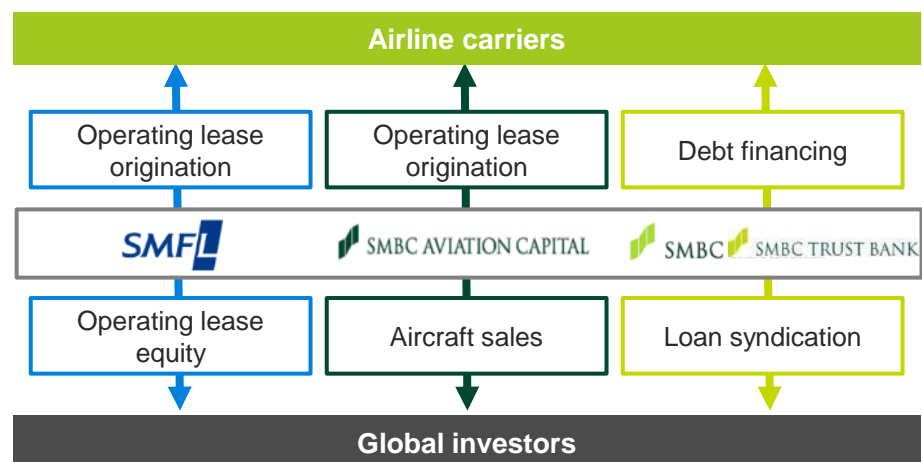 Airline carriers
Operating lease
origination
Operating lease
origination
Debt financing
SMFL
SMBC AVIATION CAPITAL
SMBC
SMBC TRUST BANK
Operating lease
equity
Aircraft sales
Loan syndication
Global investors